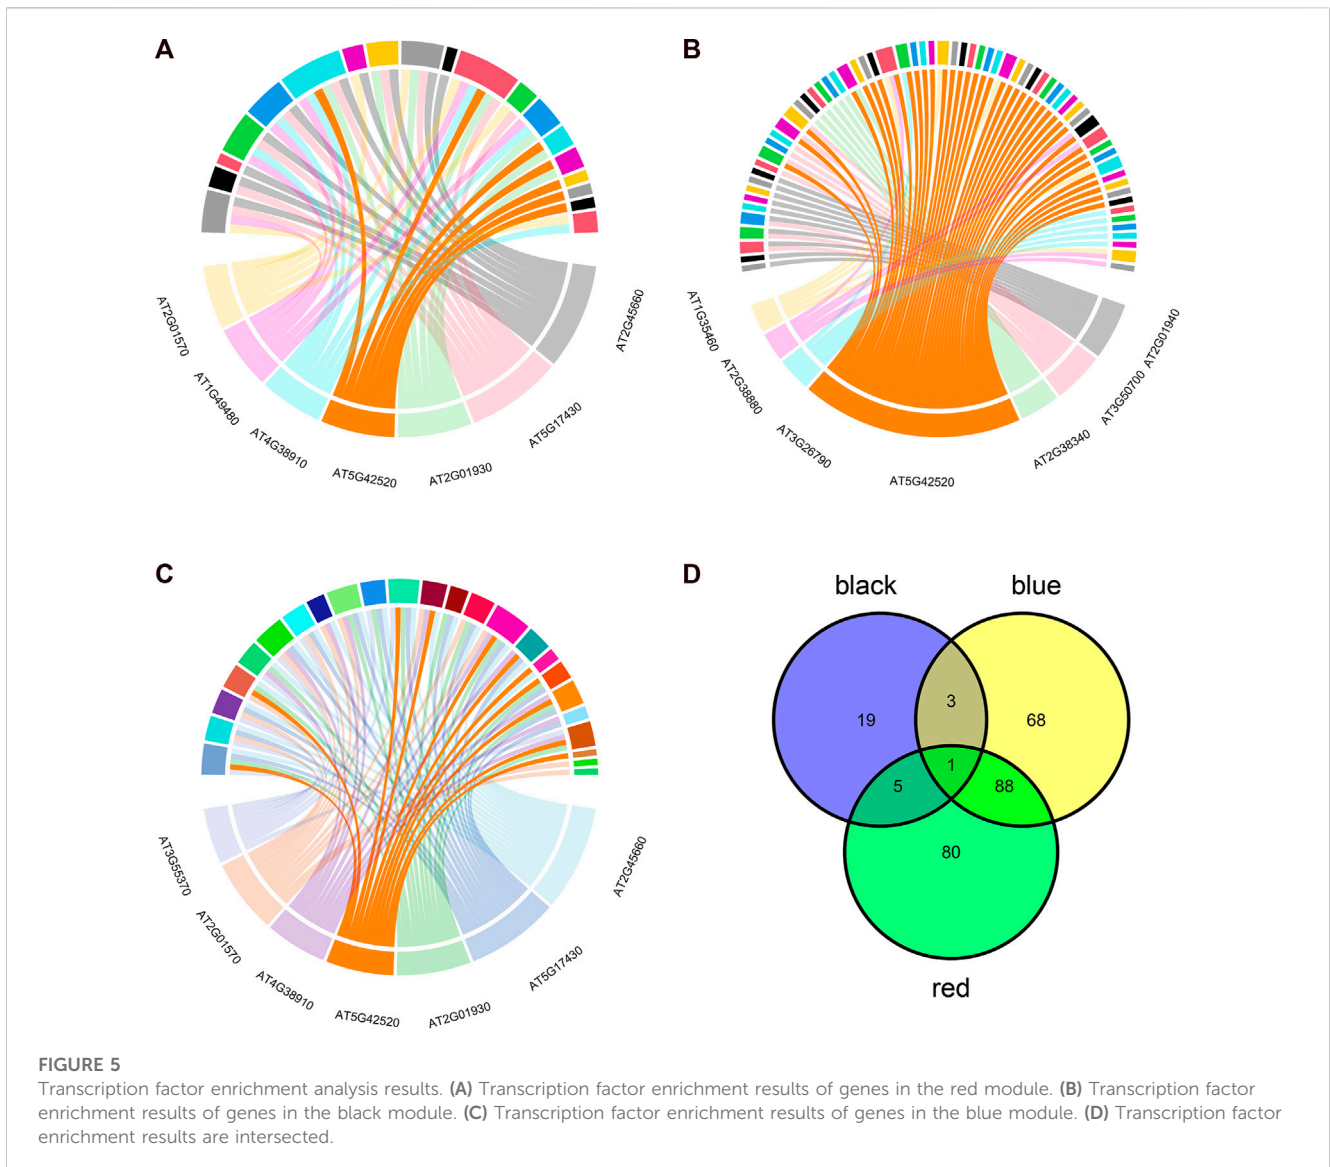 A
AT2G01570
AT1G49480
AT4G38910
AT5G42520
AT2G01930
AT5G17430
AT2G45660
B
AT1G35460
AT2G38880
AT3G26790
AT5G42520
AT2G38340
AT3G50700
AT2G01940
C
AT3G55370
AT2G01570
AT4G38910
AT5G42520
AT2G01930
AT5G17430
AT2G45660
D
black
blue
19
3
68
1
5
88
80
red
FIGURE 5
Transcription factor enrichment analysis results. (A) Transcription factor enrichment results of genes in the red module. (B) Transcription factor
enrichment results of genes in the black module. (C) Transcription factor enrichment results of genes in the blue module. (D) Transcription factor
enrichment results are intersected.